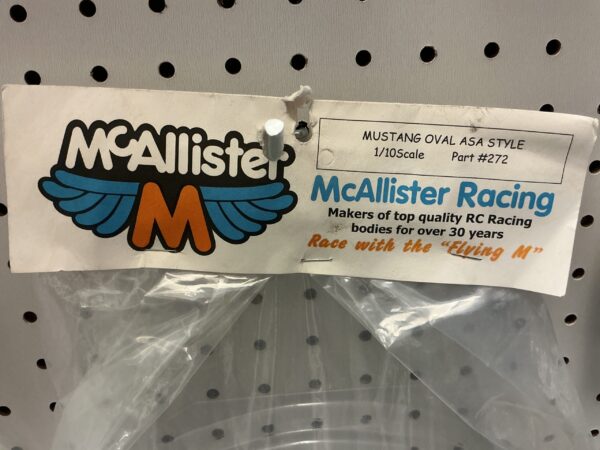 McAllister
M
MUSTANG OVAL ASA STYLE
1/10Scale Part #272
McAllister Racing
Makers of top quality RC Racing
bodies for over 30 years
Race with the "Flying M"